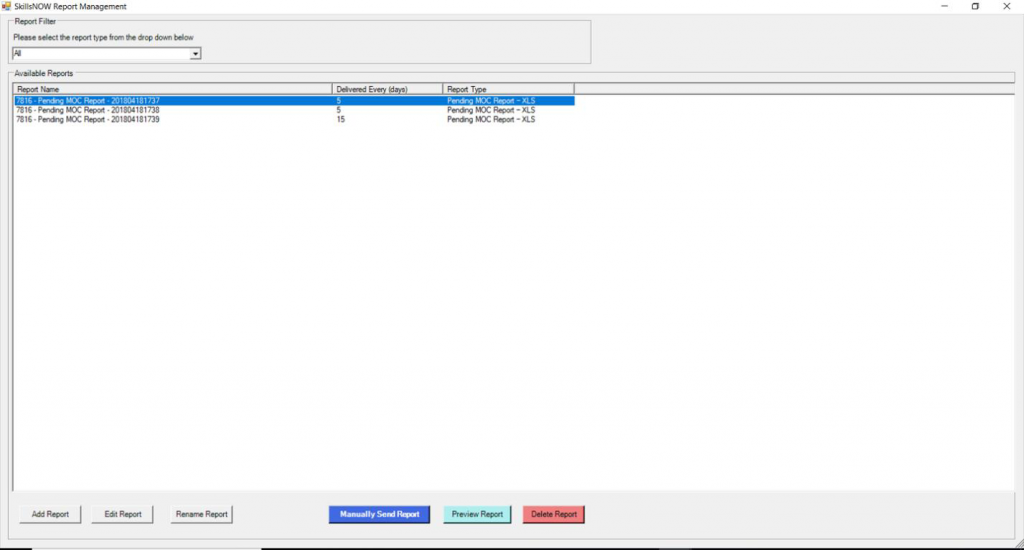 SkillsNOW Report Management
Report Filter
Please select the report type from the drop down below
All
Available Reports
Report Name Delivered Every (days) Report Type
7816 - Pending MOC Report - 201804181737 5 Pending MOC Report - XLS
7816 - Pending MOC Report - 201804181738 5 Pending MOC Report - XLS
7816 - Pending MOC Report - 201804181739 15 Pending MOC Report - XLS
Add Report Edit Report Rename Report Manually Send Report Preview Report Delete Report